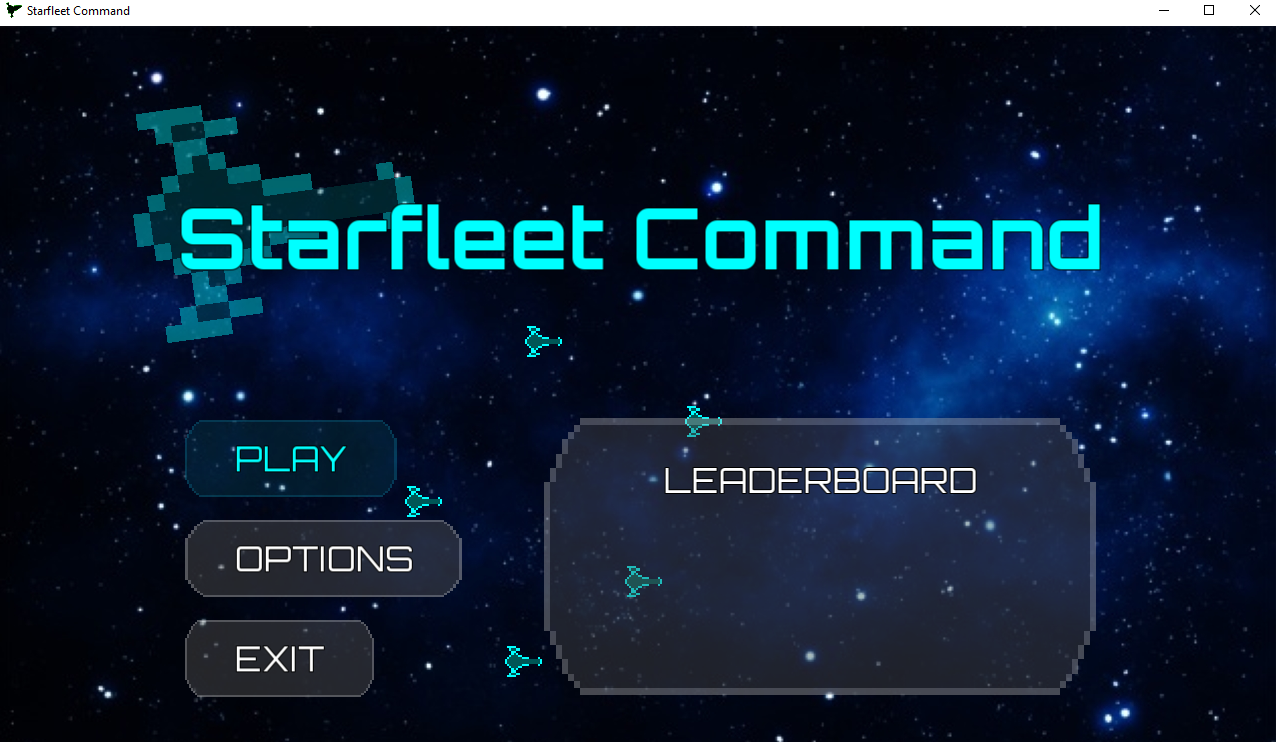 Starfleet Command
Starfleet Command
PLAY
LEADERBOARD
OPTIONS
EXIT